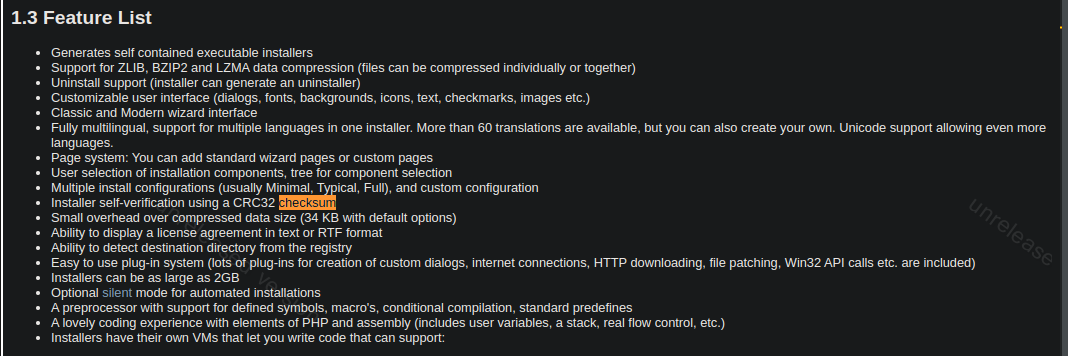 1.3 Feature List
Generates self contained executable installers
Support for ZLIB, BZIP2 and LZMA data compression (files can be compressed individually or together)
Uninstall support (installer can generate an uninstaller)
Customizable user interface (dialogs, fonts, backgrounds, icons, text, checkmarks, images etc.)
Classic and Modern wizard interface
Fully multilingual, support for multiple languages in one installer. More than 60 translations are available, but you can also create your own. Unicode support allowing even more
languages.
Page system: You can add standard wizard pages or custom pages
User selection of installation components, tree for component selection
Multiple install configurations (usually Minimal, Typical, Full), and custom configuration
Installer self-verification using a CRC32 checksum
Small overhead over compressed data size (34 KB with default options)
Ability to display a license agreement in text or RTF format
Ability to detect destination directory from the registry
Easy to use plug-in system (lots of plug-ins for creation of custom dialogs, internet connections, HTTP downloading, file patching, Win32 API calls etc. are included)
Installers can be as large as 2GB
Optional silent mode for automated installations
A preprocessor with support for defined symbols, macro's, conditional compilation, standard predefines
A lovely coding experience with elements of PHP and assembly (includes user variables, a stack, real flow control, etc.)
Installers have their own VMs that let you write code that can support:
unrelease